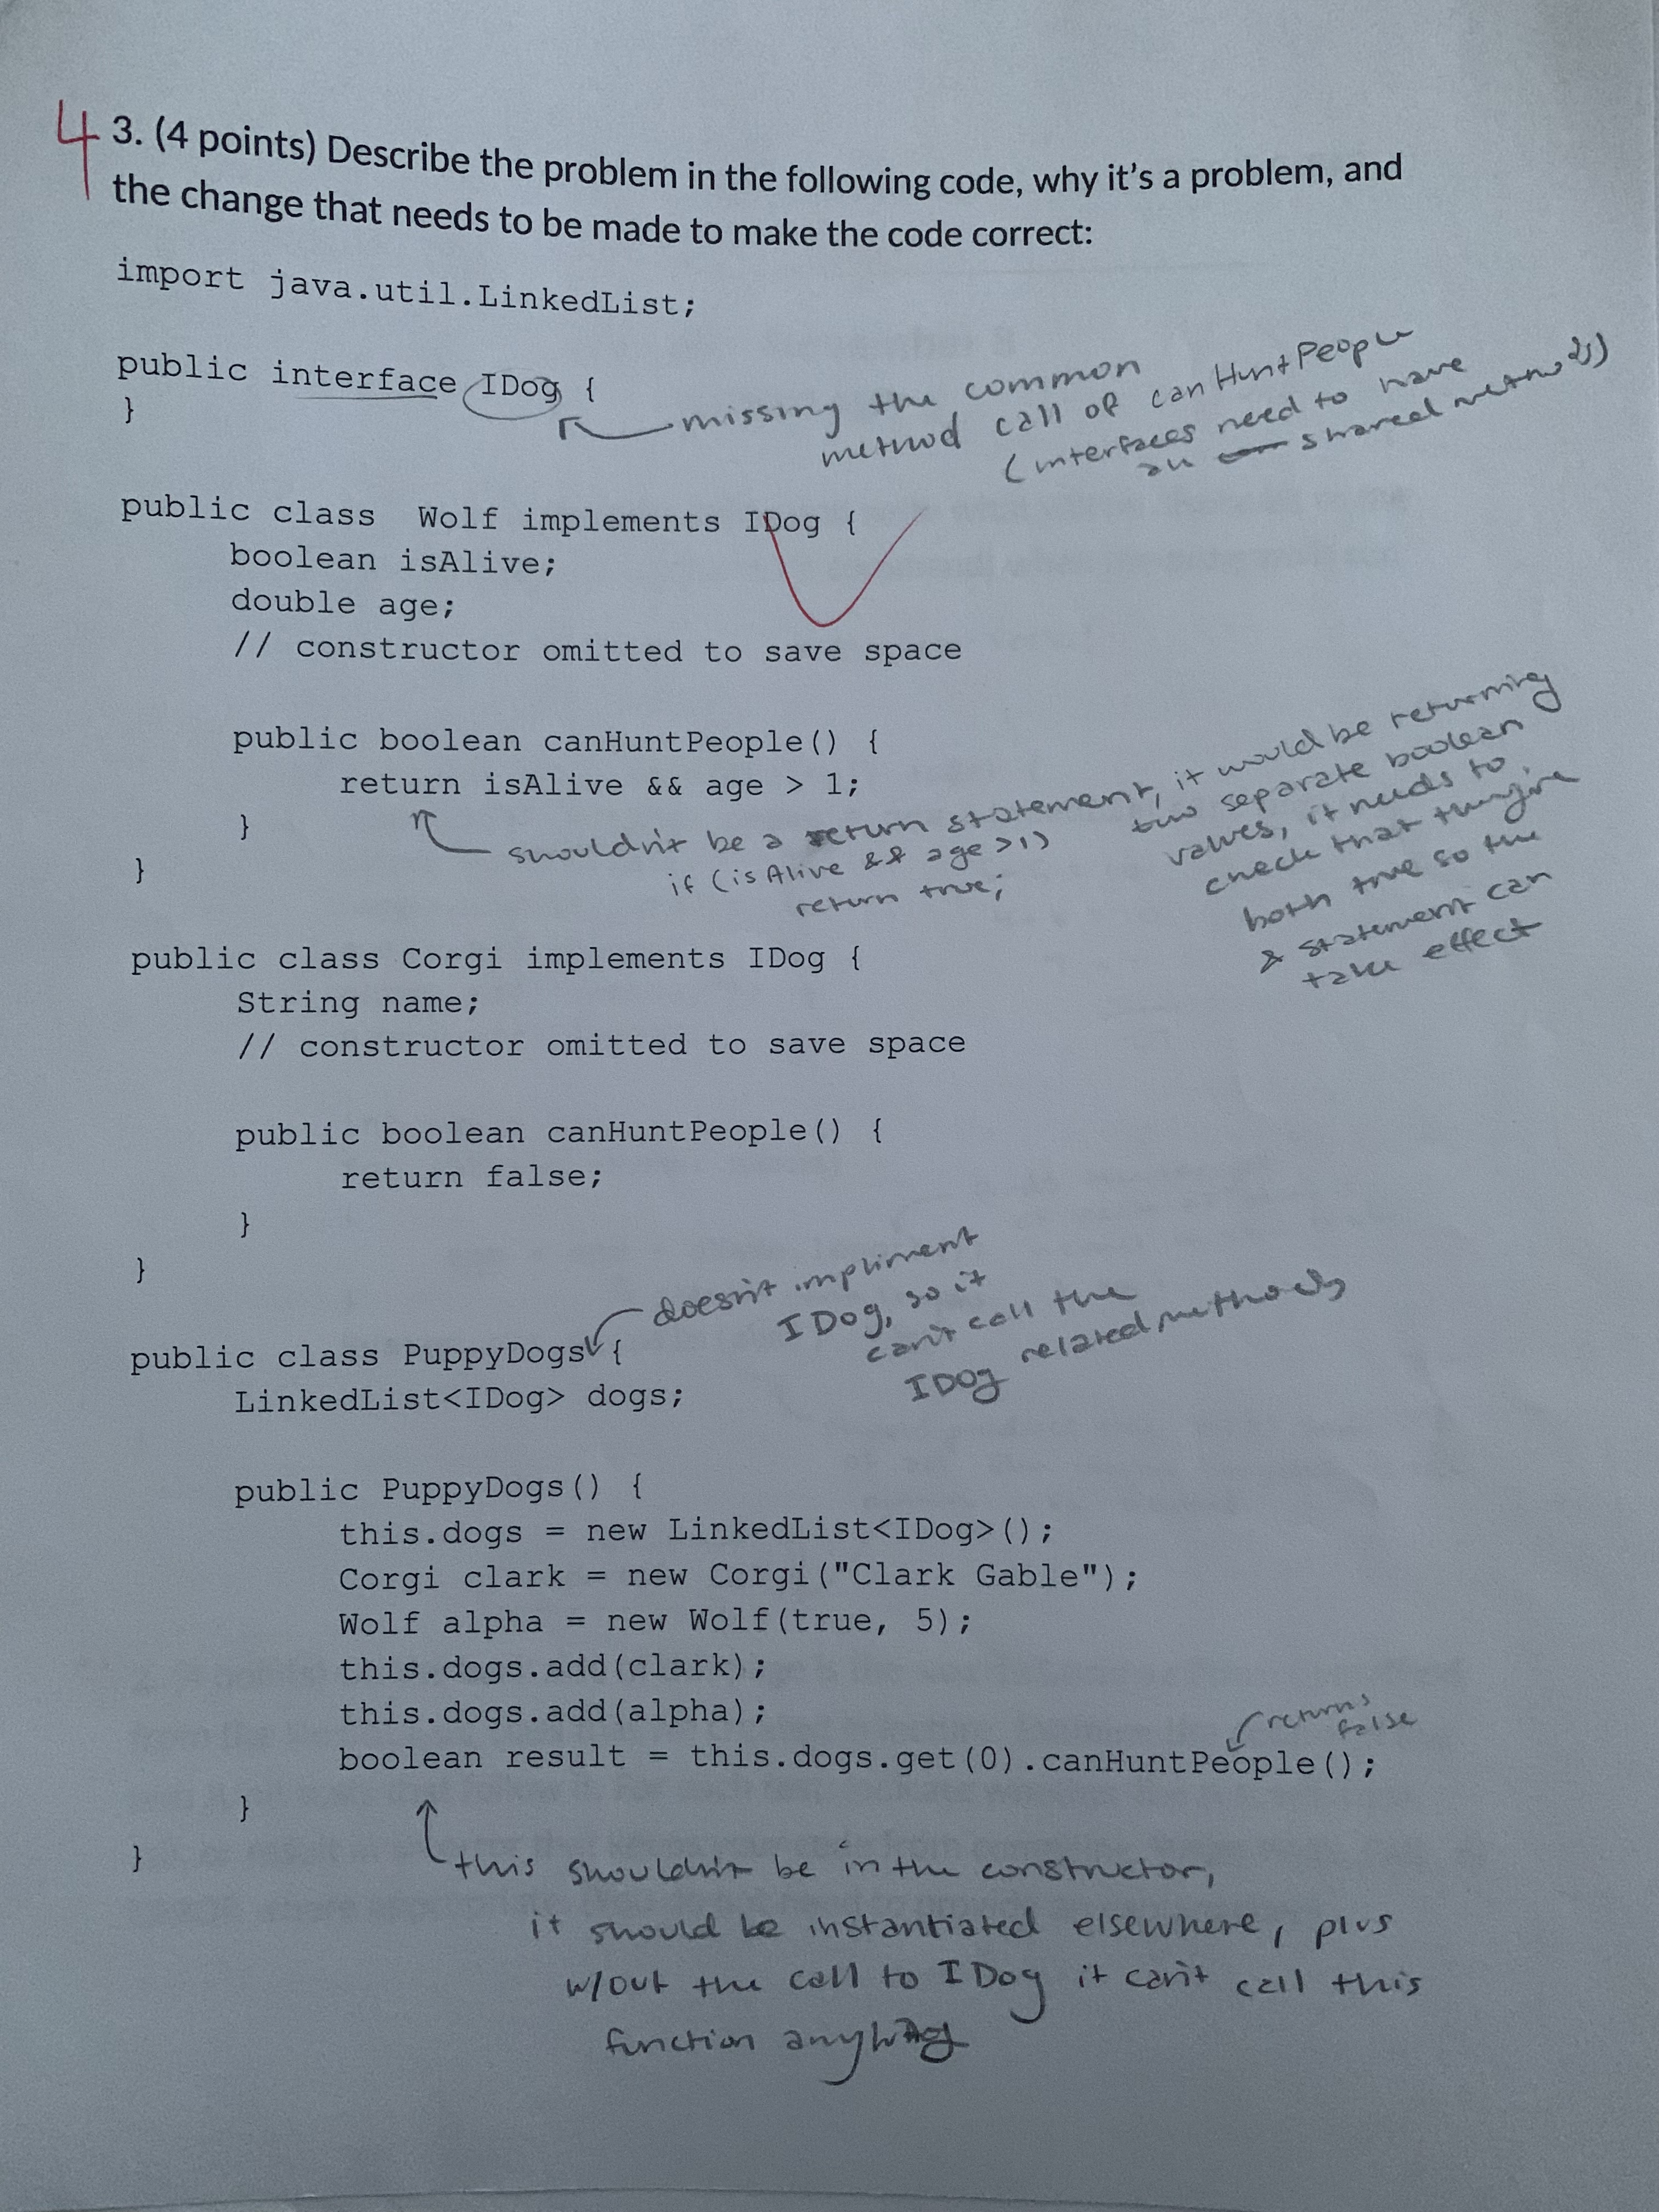 4
3. (4 points) Describe the problem in the following code, why it's a problem, and
the change that needs to be made to make the code correct:
import java.util.LinkedList;
public interface IDog {
}
missing the common
method call of canHuntPeople
(interfaces need to have
all shared methods)
public class  Wolf implements IDog {
boolean isAlive;
double age;
// constructor omitted to save space
public boolean canHuntPeople() {
return isAlive && age > 1;
}
}
shouldn't be a return statement, it would be returning
two separate boolean
values, it needs to
check that they're
both true so the
& statement can
take effect
if (isAlive && age >1)
return true;
public class Corgi implements IDog {
String name;
// constructor omitted to save space
public boolean canHuntPeople() {
return false;
}
}
doesn't impliment
IDog, so it
can't call the
IDog related methods
public class PuppyDogs {
LinkedList<IDog> dogs;
public PuppyDogs() {
this.dogs = new LinkedList<IDog>();
Corgi clark = new Corgi("Clark Gable");
Wolf alpha = new Wolf(true, 5);
this.dogs.add(clark);
this.dogs.add(alpha);
returns
false
boolean result = this.dogs.get(0).canHuntPeople();
}
}
this shouldn't be in the constructor,
it should be instantiated elsewhere, plus
w/out the call to IDog it can't call this
function